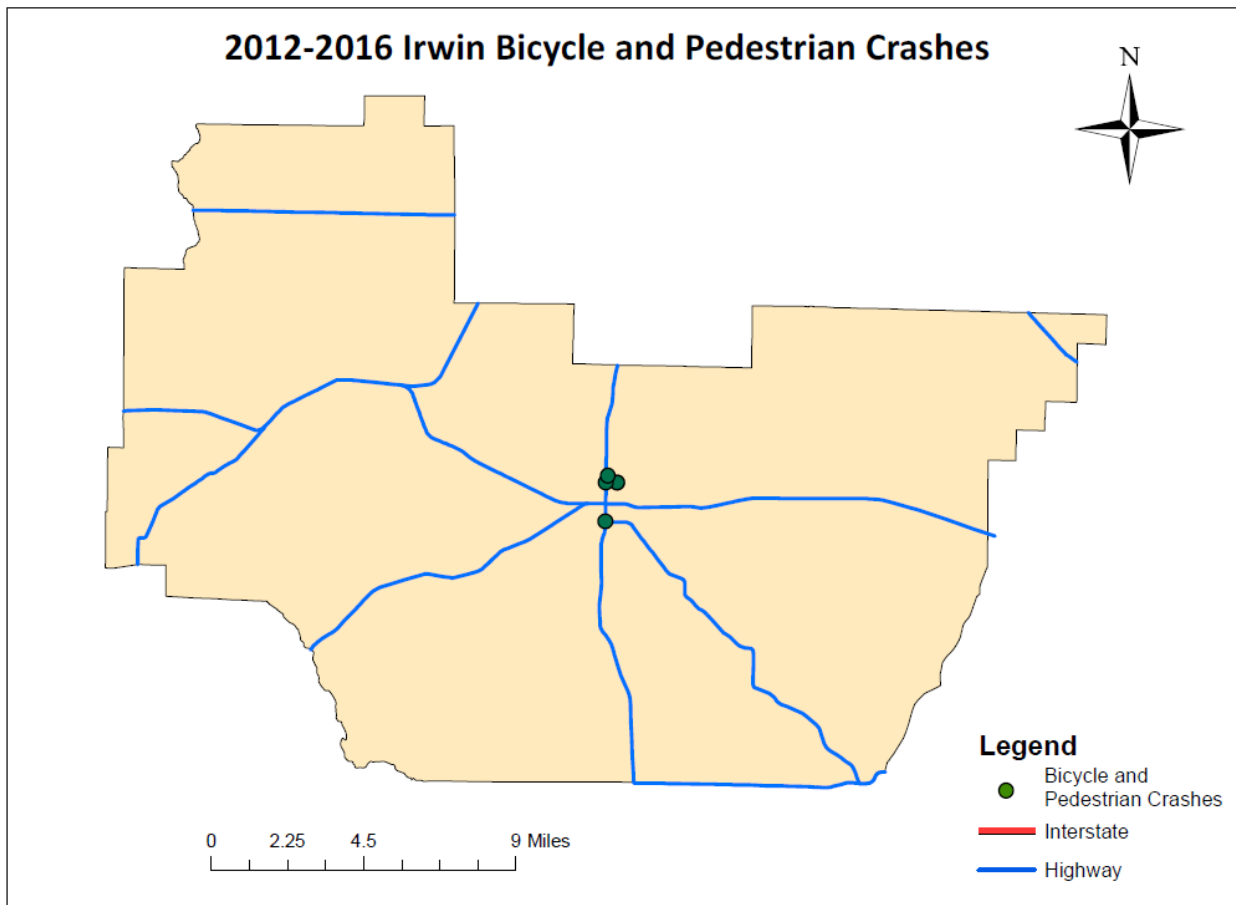 2012-2016 Irwin Bicycle and Pedestrian Crashes
N
Legend
Bicycle and
Pedestrian Crashes
Interstate
Highway
0 2.25 4.5 9 Miles